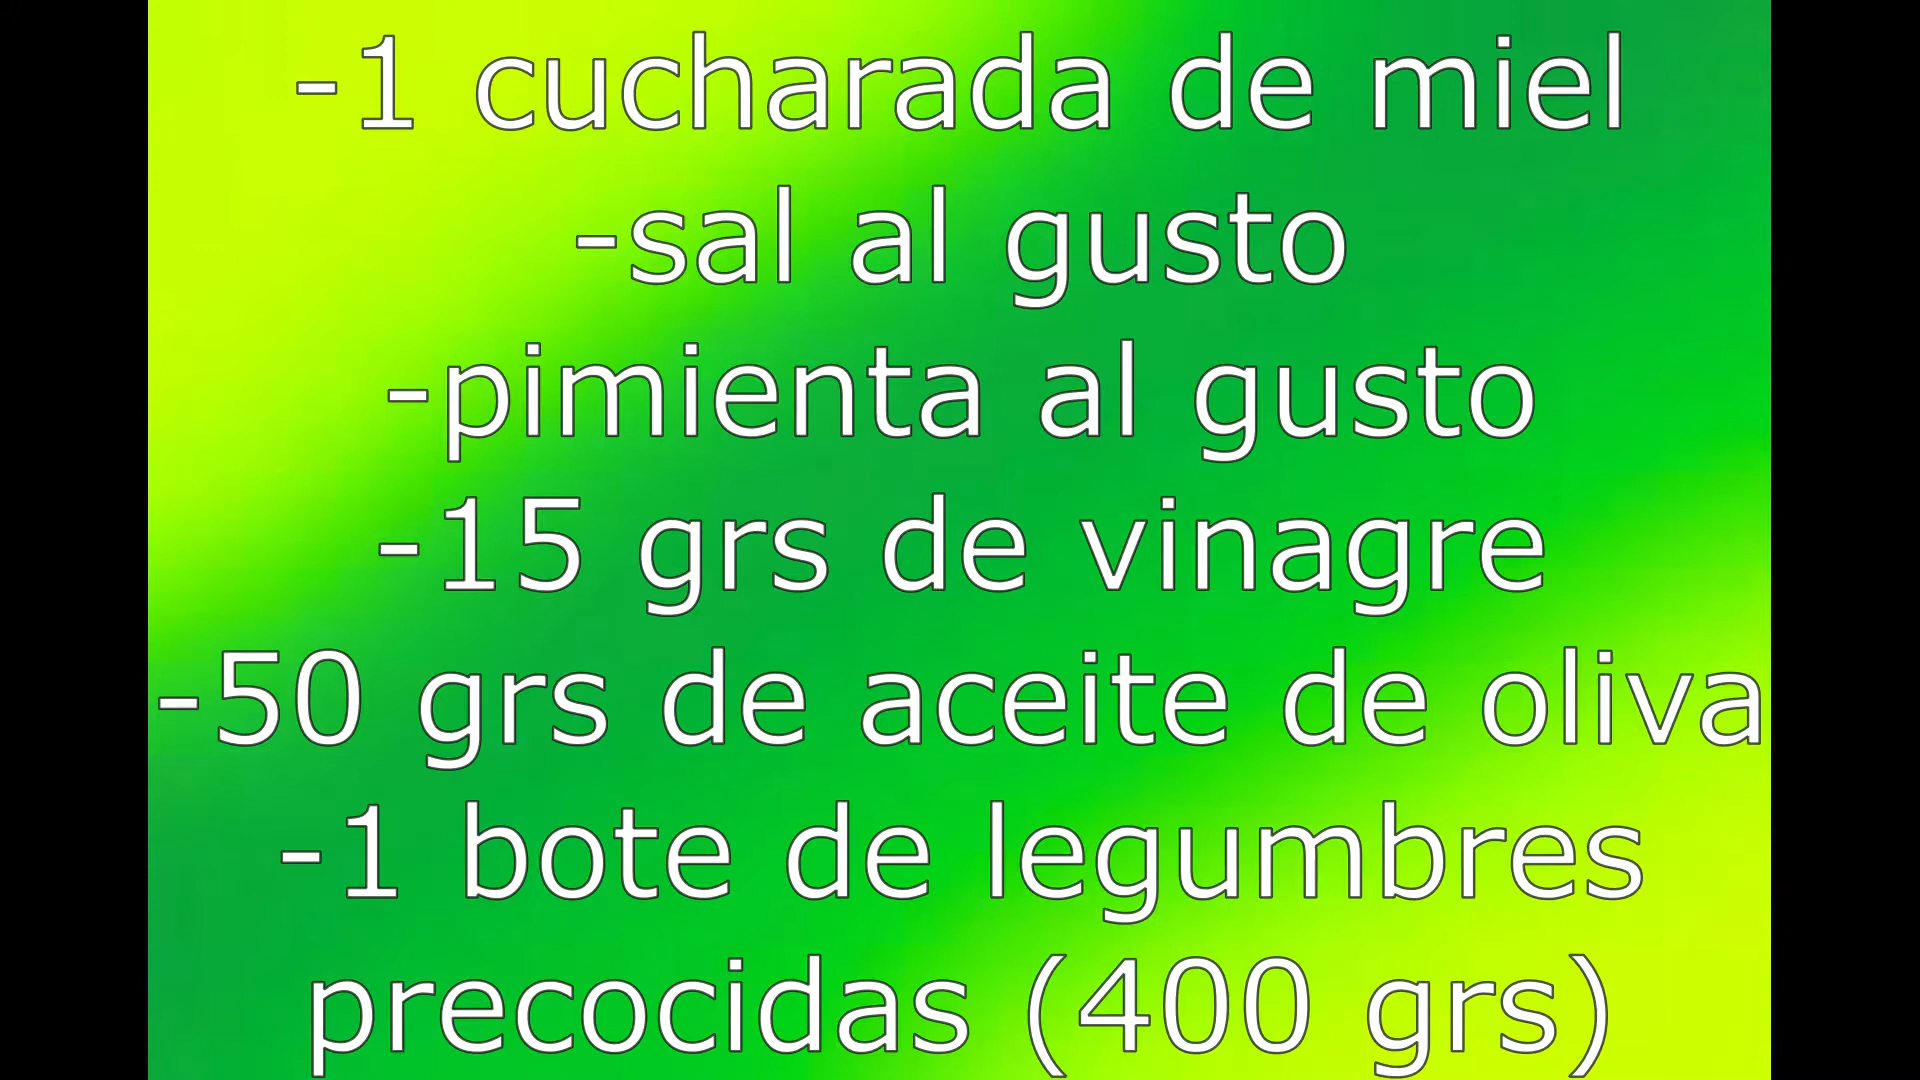 -1 cucharada de miel
-sal al gusto
-pimienta al gusto
-15 grs de vinagre
-50 grs de aceite de oliva
-1 bote de legumbres
precocidas (400 grs)